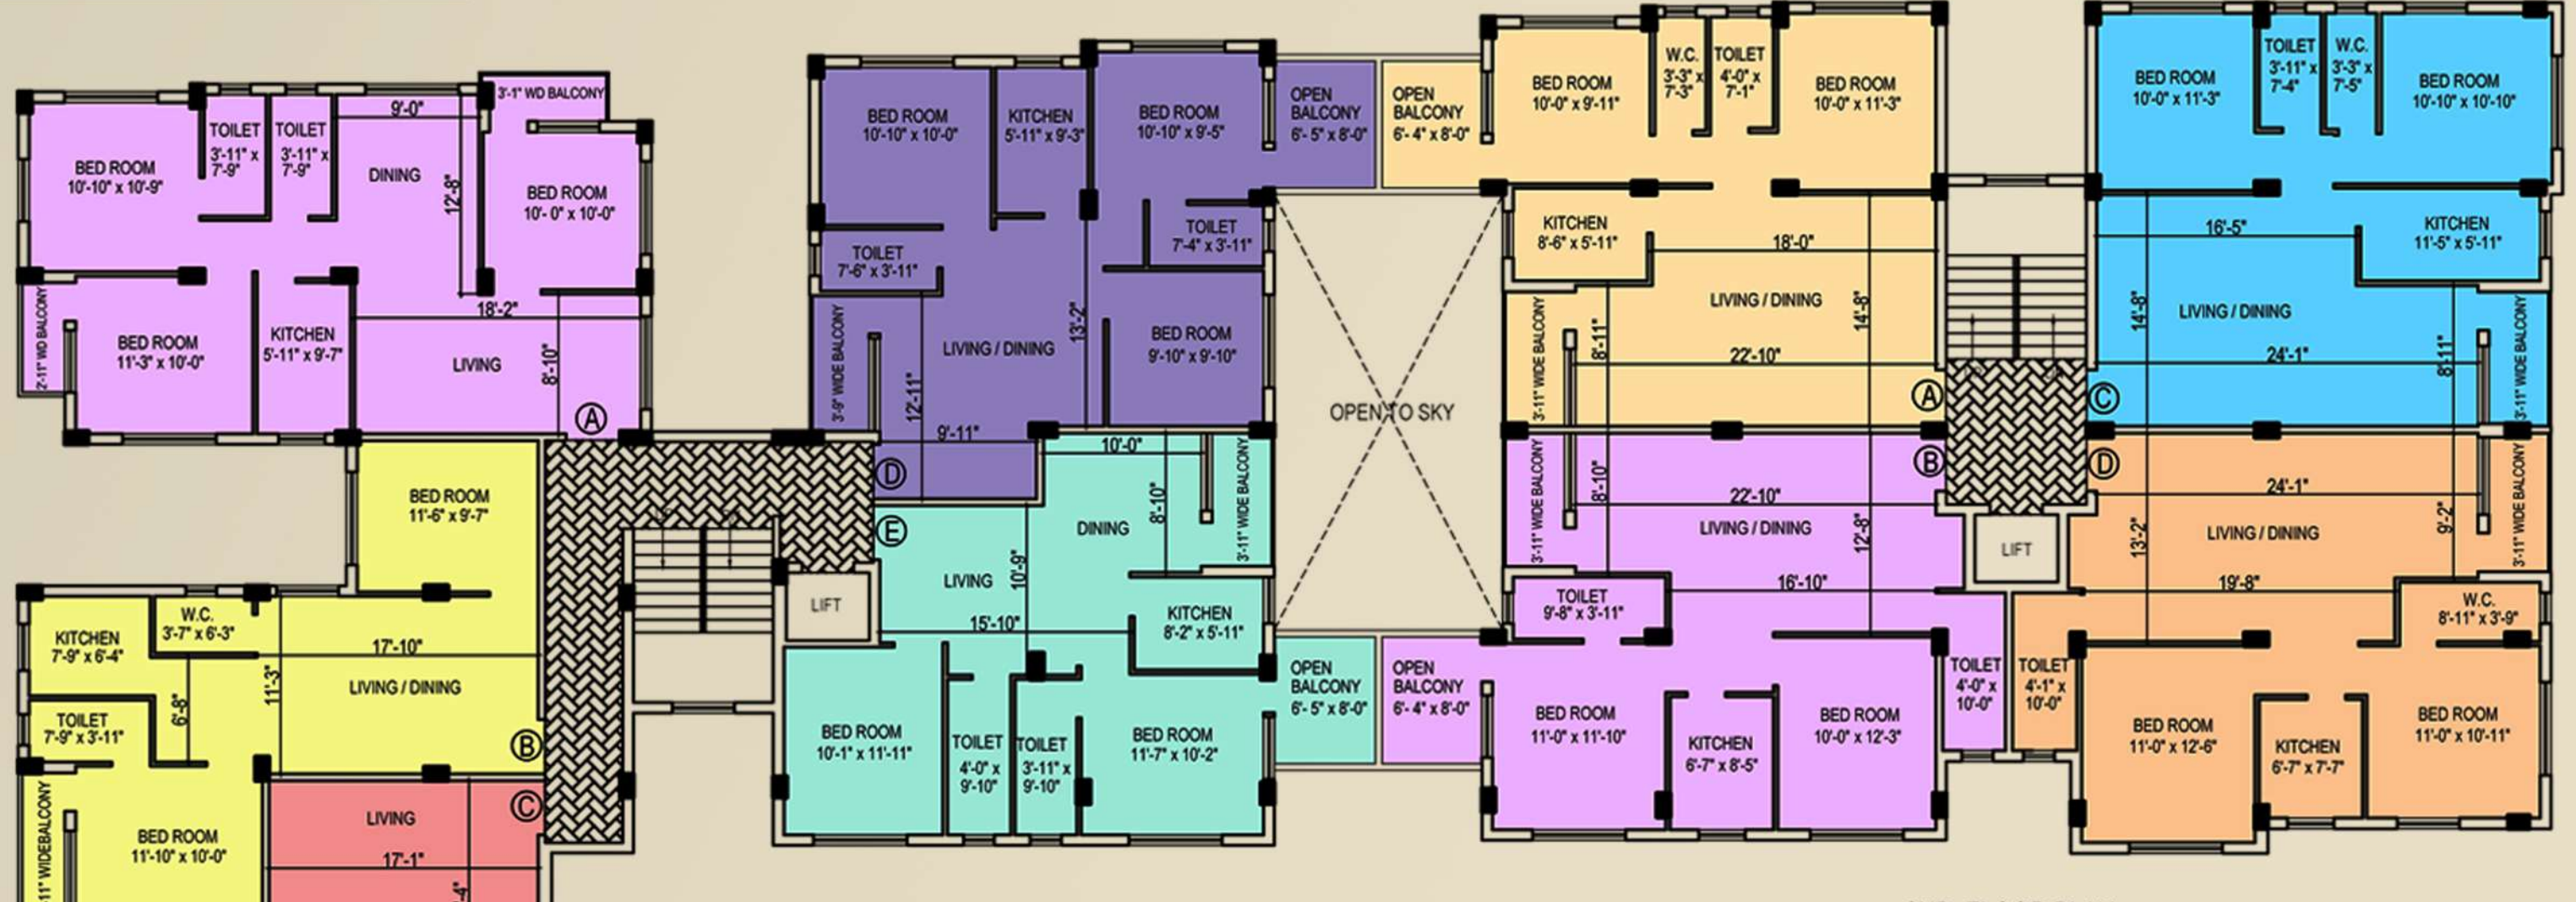 3'-1" WD BALCONY
BED ROOM
10'-10" x 10'-9"
TOILET
3'-11" x
7'-9"
TOILET
3'-11" x
7'-9"
9'-0"
DINING
12'-8"
BED ROOM
10'- 0" x 10'-0"
2'-11" WD BALCONY
BED ROOM
11'-3" x 10'-0"
KITCHEN
5'-11" x 9'-7"
18'-2"
LIVING
8'-10"
A
BED ROOM
11'-6" x 9'-7"
KITCHEN
7'-9" x 6'-4"
W.C.
3'-7" x 6'-3"
17'-10"
LIVING / DINING
11'-3"
6'-8"
TOILET
7'-9" x 3'-11"
B
BED ROOM
11'-10" x 10'-0"
11" WIDEBALCONY
LIVING
17'-1"
C
BED ROOM
10'-10" x 10'-0"
KITCHEN
5'-11" x 9'-3"
BED ROOM
10'-10" x 9'-5"
OPEN
BALCONY
6'- 5" x 8'-0"
TOILET
7'-6" x 3'-11"
TOILET
7'-4" x 3'-11"
3'-9" WIDE BALCONY
LIVING / DINING
13'-2"
BED ROOM
9'-10" x 9'-10"
12'-11"
9'-11"
D
E
10'-0"
DINING
8'-10"
3'-11" WIDE BALCONY
LIVING
10'-9"
15'-10"
KITCHEN
8'-2" x 5'-11"
LIFT
BED ROOM
10'-1" x 11'-11"
TOILET
4'-0" x
9'-10"
TOILET
3'-11" x
9'-10"
BED ROOM
11'-7" x 10'-2"
OPEN
BALCONY
6'- 5" x 8'-0"
OPEN TO SKY
OPEN
BALCONY
6'- 4" x 8'-0"
BED ROOM
10'-0" x 9'-11"
W.C.
3'-3" x
7'-3"
TOILET
4'-0" x
7'-1"
BED ROOM
10'-0" x 11'-3"
KITCHEN
8'-6" x 5'-11"
18'-0"
LIVING / DINING
14'-8"
3'-11" WIDE BALCONY
8'-11"
22'-10"
A
B
3'-11" WIDE BALCONY
8'-10"
22'-10"
LIVING / DINING
12'-8"
16'-10"
TOILET
9'-8" x 3'-11"
OPEN
BALCONY
6'- 4" x 8'-0"
BED ROOM
11'-0" x 11'-10"
KITCHEN
6'-7" x 8'-5"
BED ROOM
10'-0" x 12'-3"
TOILET
4'-0" x
10'-0"
LIFT
BED ROOM
10'-0" x 11'-3"
TOILET
3'-11" x
7'-4"
W.C.
3'-3" x
7'-5"
BED ROOM
10'-10" x 10'-10"
16'-5"
KITCHEN
11'-5" x 5'-11"
14'-8"
LIVING / DINING
24'-1"
8'-11"
3'-11" WIDE BALCONY
C
D
24'-1"
LIVING / DINING
13'-2"
9'-2"
3'-11" WIDE BALCONY
19'-8"
W.C.
8'-11" x 3'-9"
TOILET
4'-1" x
10'-0"
BED ROOM
11'-0" x 12'-6"
KITCHEN
6'-7" x 7'-7"
BED ROOM
11'-0" x 10'-11"